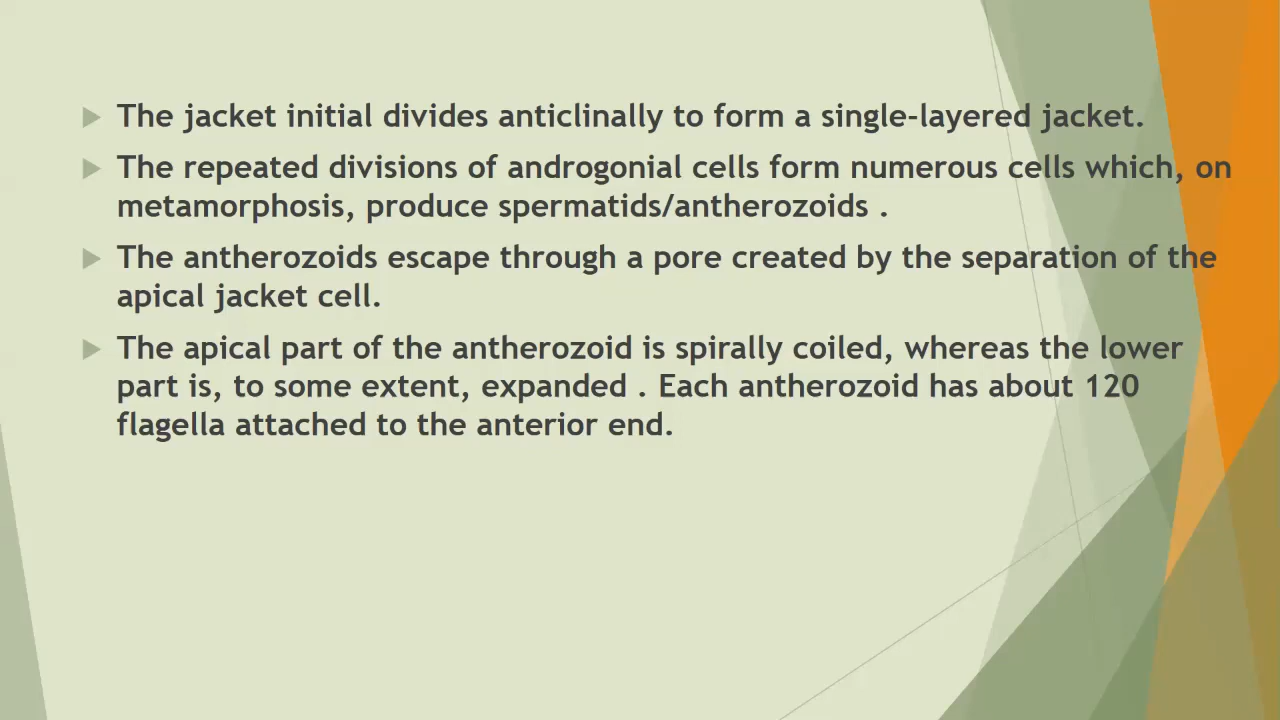 The jacket initial divides anticlinally to form a single-layered jacket.
The repeated divisions of androgonial cells form numerous cells which, on
metamorphosis, produce spermatids/antherozoids .
The antherozoids escape through a pore created by the separation of the
apical jacket cell.
The apical part of the antherozoid is spirally coiled, whereas the lower
part is, to some extent, expanded . Each antherozoid has about 120
flagella attached to the anterior end.